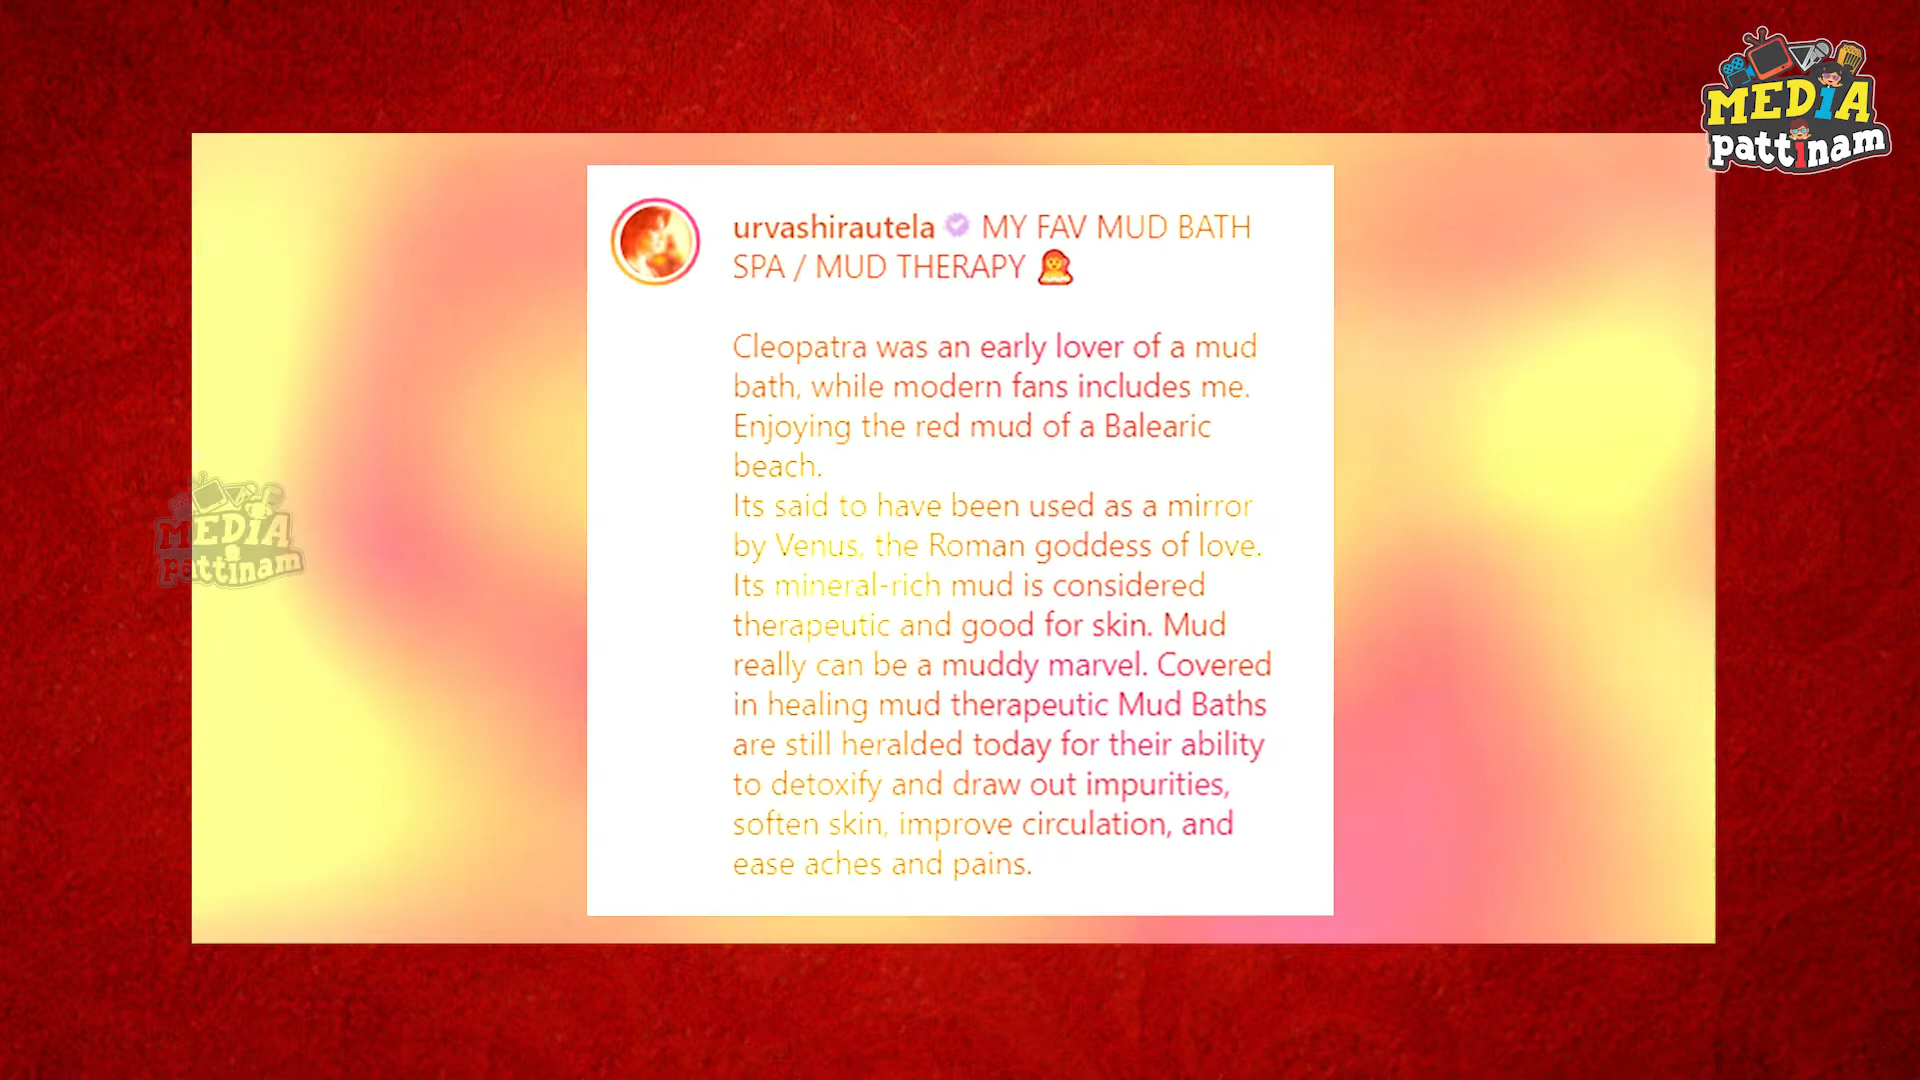 MEDiA
pattinam
urvashirautela MY FAV MUD BATH
SPA / MUD THERAPY
Cleopatra was an early lover of a mud
bath, while modern fans includes me.
Enjoying the red mud of a Balearic
beach.
Its said to have been used as a mirror
by Venus, the Roman goddess of love.
Its mineral-rich mud is considered
therapeutic and good for skin. Mud
really can be a muddy marvel. Covered
in healing mud therapeutic Mud Baths
are still heralded today for their ability
to detoxify and draw out impurities,
soften skin, improve circulation, and
ease aches and pains.
MEDiA
pattinam